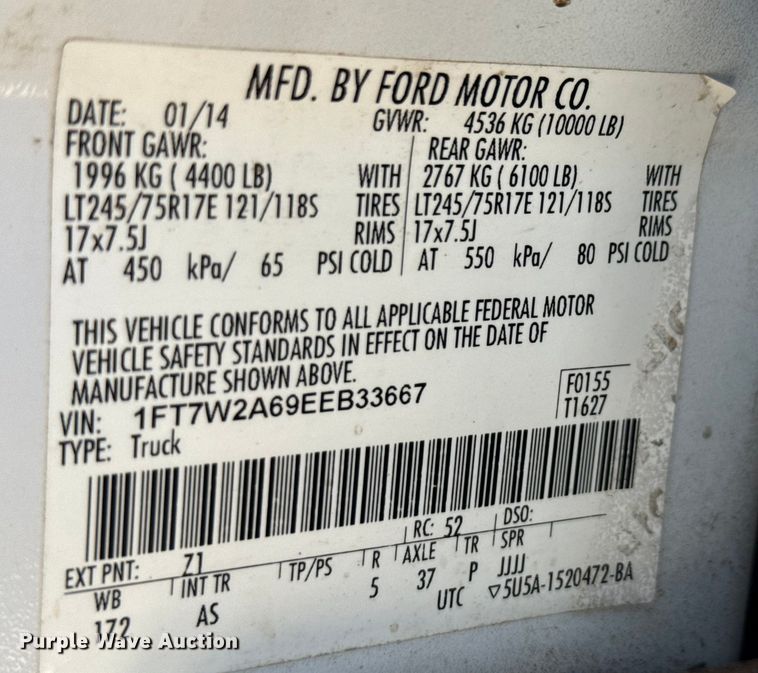 MFD. BY FORD MOTOR CO.
DATE: 01/14 GVWR: 4536 KG (10000 LB)
FRONT GAWR: REAR GAWR:
1996 KG ( 4400 LB) WITH 2767 KG ( 6100 LB) WITH
LT245/75R17E 121/118S TIRES LT245/75R17E 121/118S TIRES
17x7.5J RIMS 17x7.5J RIMS
AT 450 kPa/ 65 PSI COLD AT 550 kPa/ 80 PSI COLD
THIS VEHICLE CONFORMS TO ALL APPLICABLE FEDERAL MOTOR
VEHICLE SAFETY STANDARDS IN EFFECT ON THE DATE OF
MANUFACTURE SHOWN ABOVE.
VIN: 1FT7W2A69EEB33667 F0155
TYPE: Truck T1627
EXT PNT: Z1 RC: 52 DSO:
WB INT TR TP/PS R AXLE TR SPR
172 AS 5 37 P JJJJ
UTC ▽5U5A-1520472-BA
Purple Wave Auction